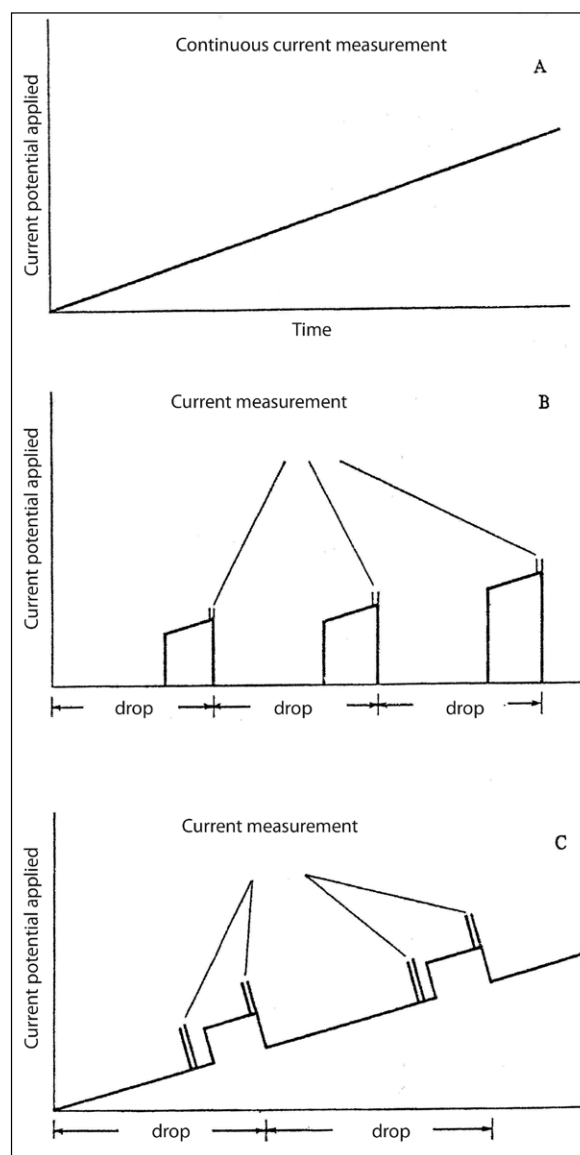 Continuous current measurement
A
Current potential applied
Time
Current measurement
B
Current potential applied
drop drop drop
Current measurement
C
Current potential applied
drop drop